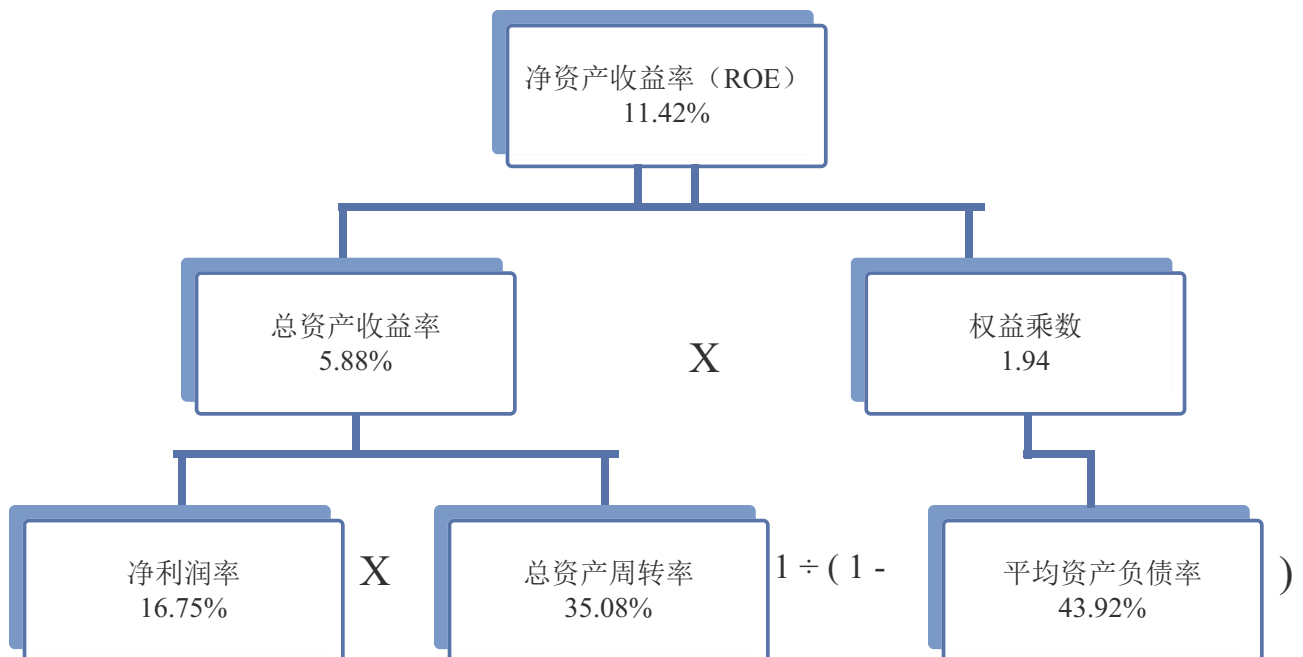 净资产收益率（ROE）
11.42%
总资产收益率
5.88%
X
权益乘数
1.94
净利润率
16.75%
X
总资产周转率
35.08%
1 ÷ ( 1 -
平均资产负债率
43.92%
)